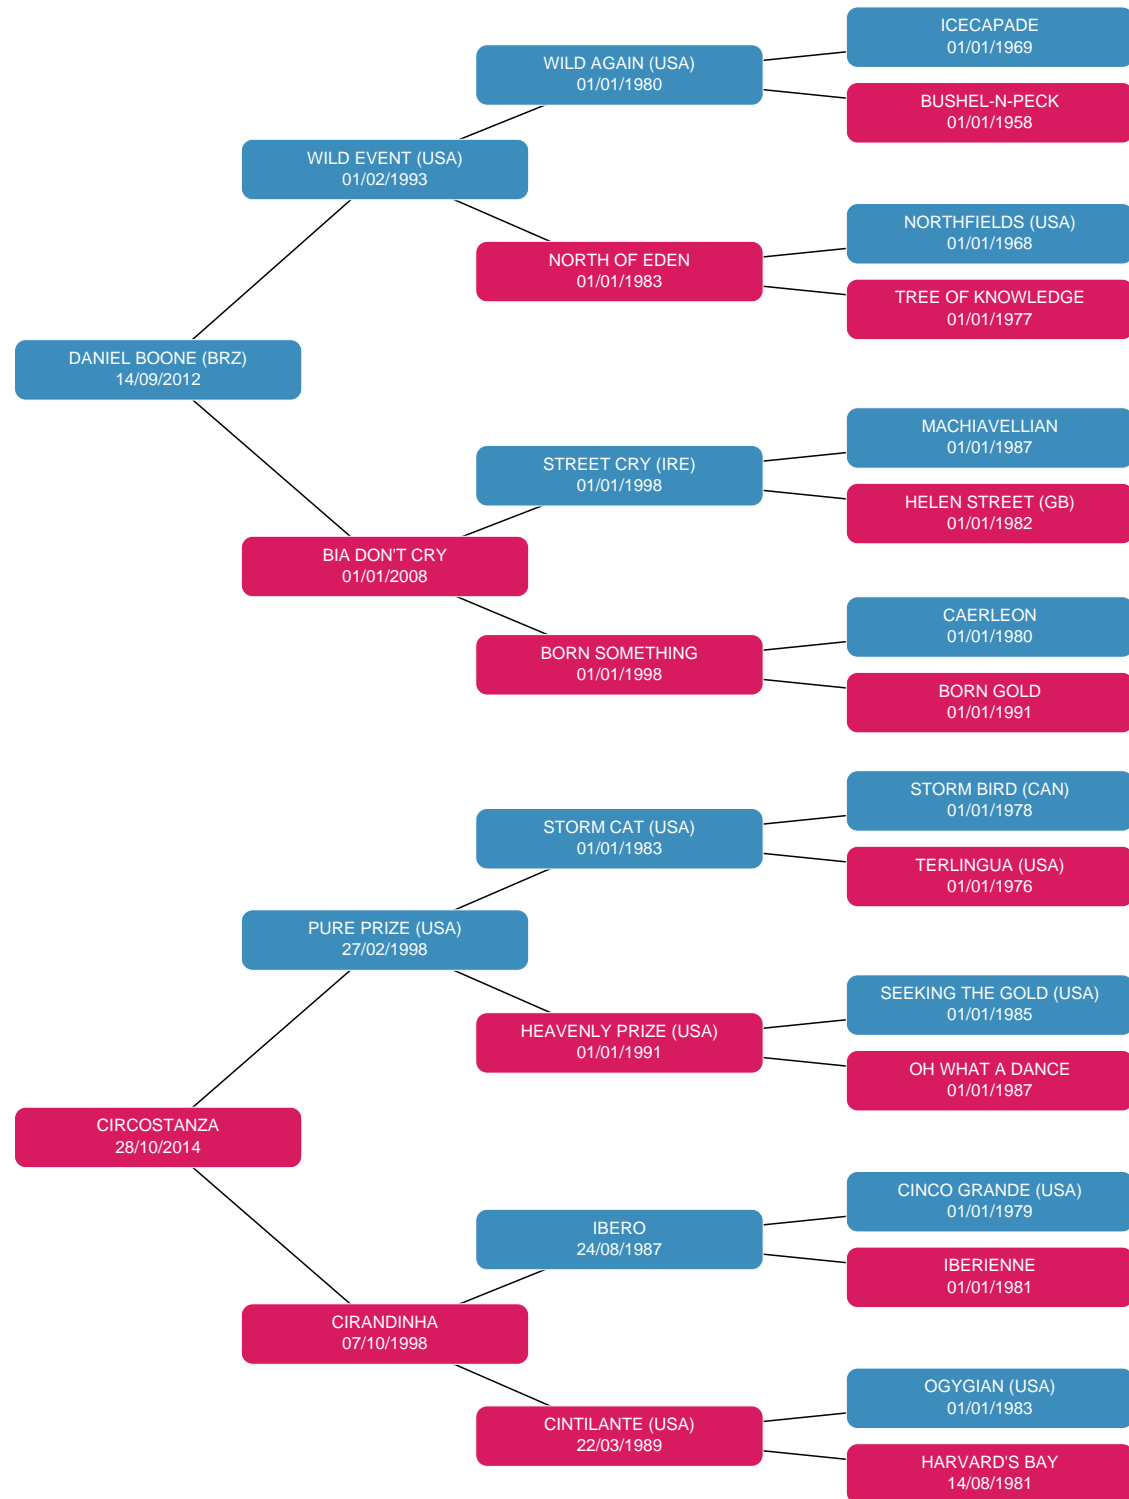 ICECAPADE
01/01/1969
WILD AGAIN (USA)
01/01/1980
BUSHEL-N-PECK
01/01/1958
WILD EVENT (USA)
01/02/1993
NORTHFIELDS (USA)
01/01/1968
NORTH OF EDEN
01/01/1983
TREE OF KNOWLEDGE
01/01/1977
DANIEL BOONE (BRZ)
14/09/2012
MACHIAVELLIAN
01/01/1987
STREET CRY (IRE)
01/01/1998
HELEN STREET (GB)
01/01/1982
BIA DON'T CRY
01/01/2008
CAERLEON
01/01/1980
BORN SOMETHING
01/01/1998
BORN GOLD
01/01/1991
STORM BIRD (CAN)
01/01/1978
STORM CAT (USA)
01/01/1983
TERLINGUA (USA)
01/01/1976
PURE PRIZE (USA)
27/02/1998
SEEKING THE GOLD (USA)
01/01/1985
HEAVENLY PRIZE (USA)
01/01/1991
OH WHAT A DANCE
01/01/1987
CIRCOSTANZA
28/10/2014
CINCO GRANDE (USA)
01/01/1979
IBERO
24/08/1987
IBERIENNE
01/01/1981
CIRANDINHA
07/10/1998
OGYGIAN (USA)
01/01/1983
CINTILANTE (USA)
22/03/1989
HARVARD'S BAY
14/08/1981